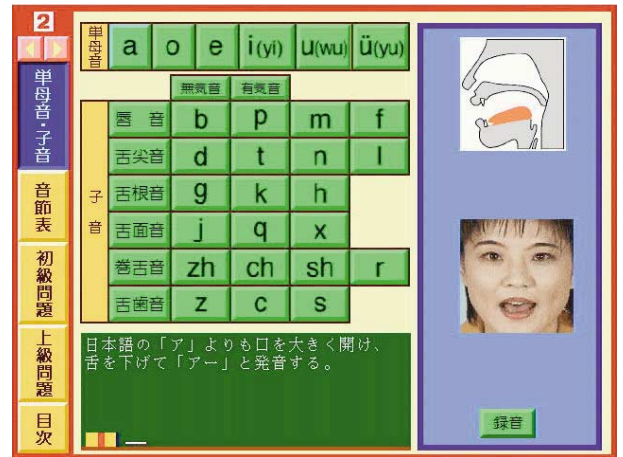 2
単母音・子音
音節表
初級問題
上級問題
目次
単母音 a o e i(yi) u(wu) ü(yu)
無気音 有気音
子音
唇音 b p m f
舌尖音 d t n l
舌根音 g k h
舌面音 j q x
巻舌音 zh ch sh r
舌歯音 z c s
日本語の「ア」よりも口を大きく開け、
舌を下げて「アー」と発音する。
録音